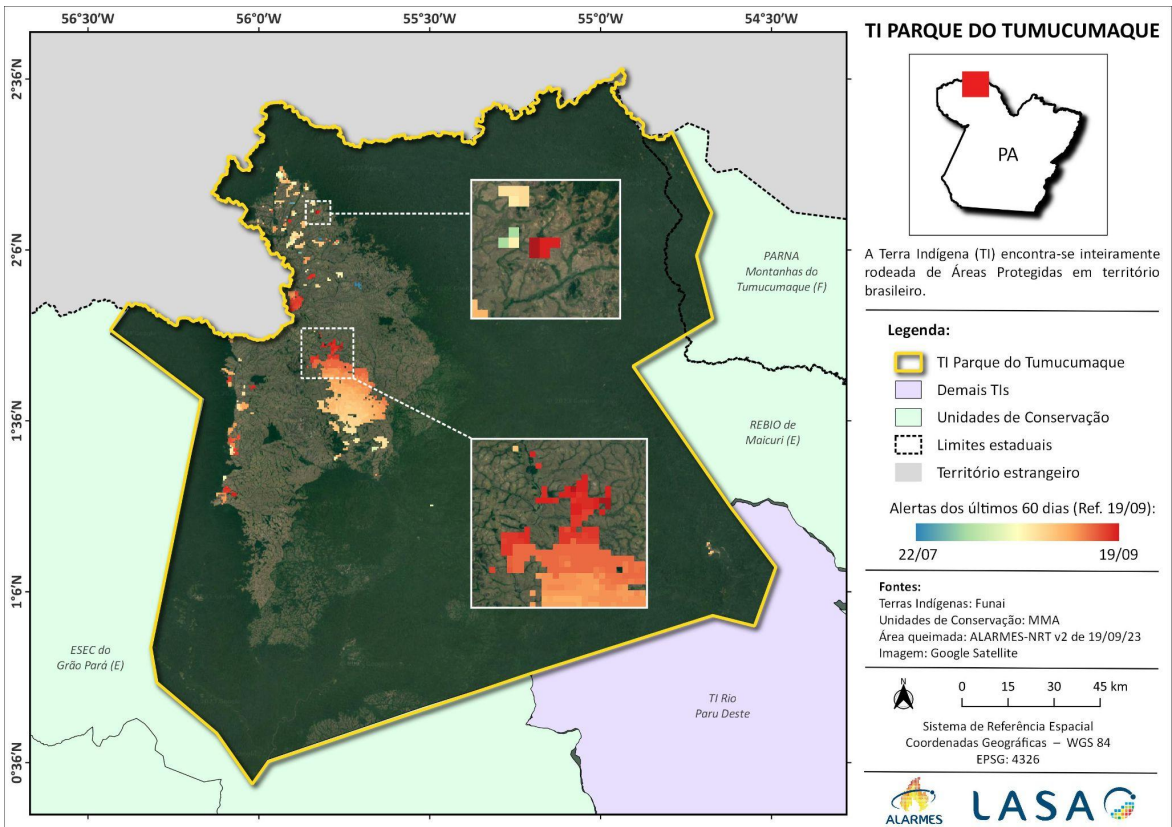 56°30'W 56°0'W 55°30'W 55°0'W 54°30'W
TI PARQUE DO TUMUCUMAQUE
2°36'N
2°6'N
1°36'N
1°6'N
0°36'N
PA
PARNA
Montanhas do
Tumucumaque (F)
REBIO de
Maicuri (E)
ESEC do
Grão Pará (E)
TI Rio
Paru Deste
A Terra Indígena (TI) encontra-se inteiramente
rodeada de Áreas Protegidas em território
brasileiro.
Legenda:
TI Parque do Tumucumaque
Demais TIs
Unidades de Conservação
Limites estaduais
Território estrangeiro
Alertas dos últimos 60 dias (Ref. 19/09):
22/07 19/09
Fontes:
Terras Indígenas: Funai
Unidades de Conservação: MMA
Área queimada: ALARMES-NRT v2 de 19/09/23
Imagem: Google Satellite
N
0 15 30 45 km
Sistema de Referência Espacial
Coordenadas Geográficas – WGS 84
EPSG: 4326
ALARMES
LASA